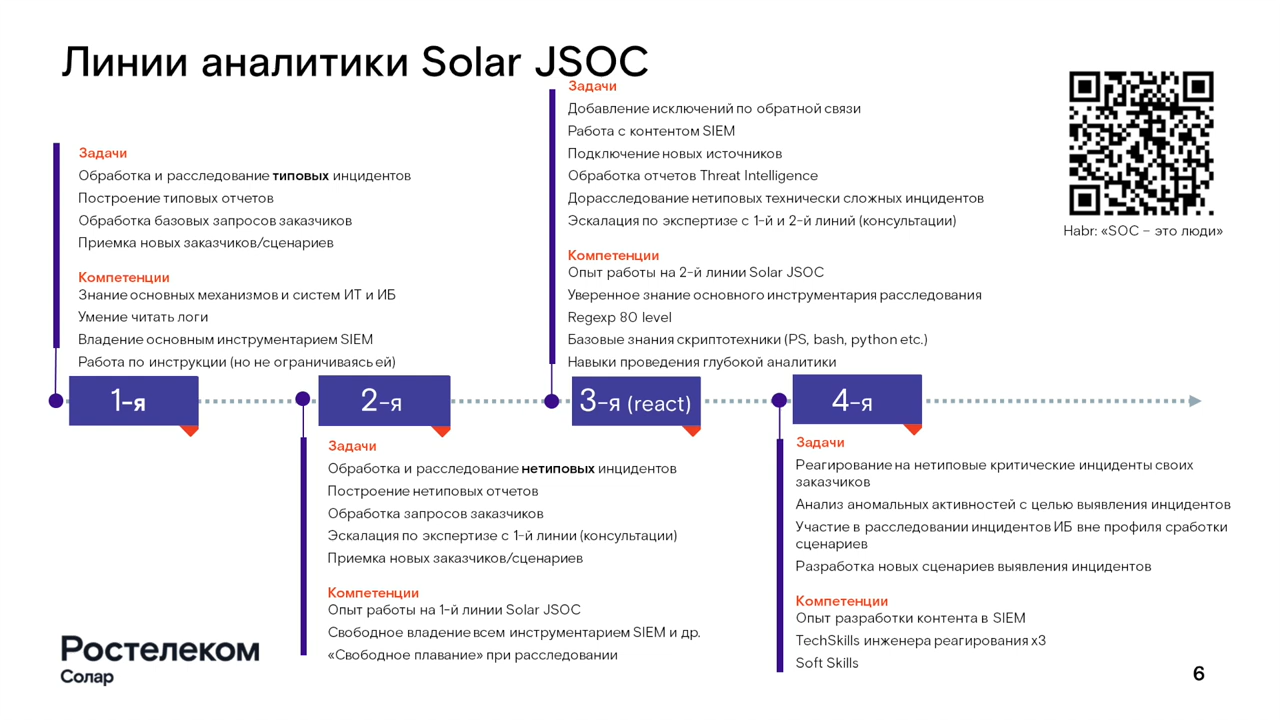 Линии аналитики Solar JSOC
Задачи
Обработка и расследование типовых инцидентов
Построение типовых отчетов
Обработка базовых запросов заказчиков
Приемка новых заказчиков/сценариев
Компетенции
Знание основных механизмов и систем ИТ и ИБ
Умение читать логи
Владение основным инструментарием SIEM
Работа по инструкции (но не ограничиваясь ей)
1-я
Задачи
Обработка и расследование нетиповых инцидентов
Построение нетиповых отчетов
Обработка запросов заказчиков
Эскалация по экспертизе с 1-й линии (консультации)
Приемка новых заказчиков/сценариев
Компетенции
Опыт работы на 1-й линии Solar JSOC
Свободное владение всем инструментарием SIEM и др.
«Свободное плавание» при расследовании
2-я
Задачи
Добавление исключений по обратной связи
Работа с контентом SIEM
Подключение новых источников
Обработка отчетов Threat Intelligence
Дорасследование нетиповых технически сложных инцидентов
Эскалация по экспертизе с 1-й и 2-й линий (консультации)
Компетенции
Опыт работы на 2-й линии Solar JSOC
Уверенное знание основного инструментария расследования
Regexp 80 level
Базовые знания скриптотехники (PS, bash, python etc.)
Навыки проведения глубокой аналитики
3-я (react)
4-я
Задачи
Реагирование на нетиповые критические инциденты своих
заказчиков
Анализ аномальных активностей с целью выявления инцидентов
Участие в расследовании инцидентов ИБ вне профиля сработки
сценариев
Разработка новых сценариев выявления инцидентов
Компетенции
Опыт разработки контента в SIEM
TechSkills инженера реагирования x3
Soft Skills
Habr: «SOC – это люди»
Ростелеком
Солар
6